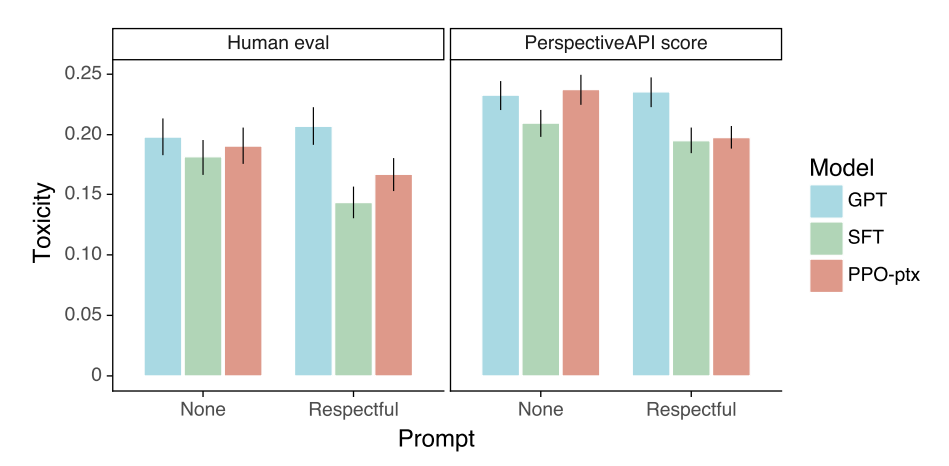 Human eval
PerspectiveAPI score
Toxicity
0.25
0.20
0.15
0.10
0.05
0
None
Respectful
None
Respectful
Prompt
Model
GPT
SFT
PPO-ptx